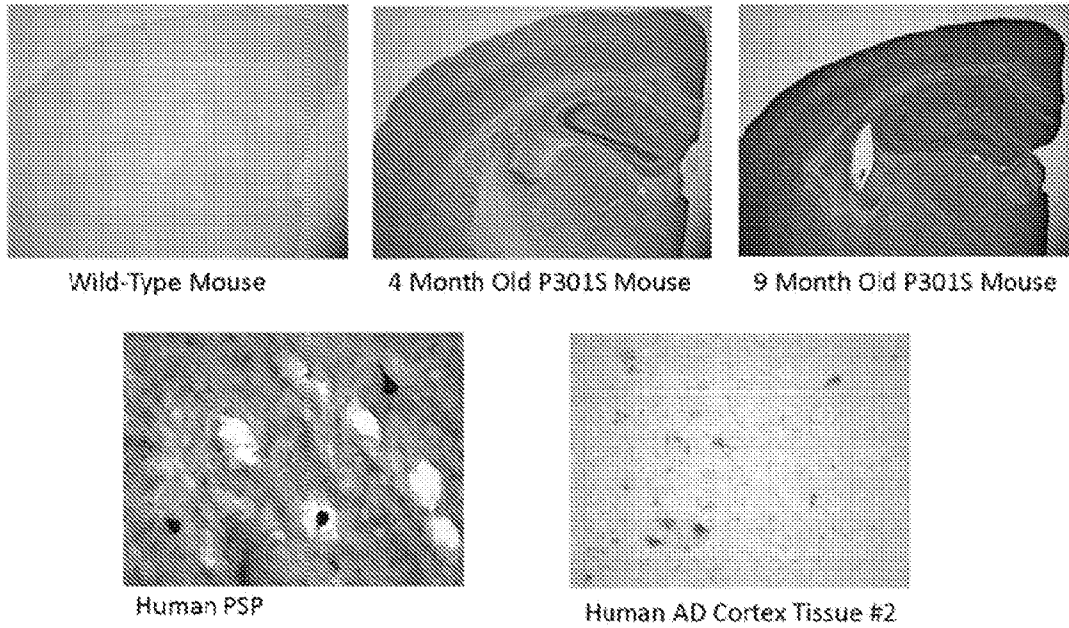 Wild-Type Mouse
4 Month Old P301S Mouse
9 Month Old P301S Mouse
Human PSP
Human AD Cortex Tissue #2